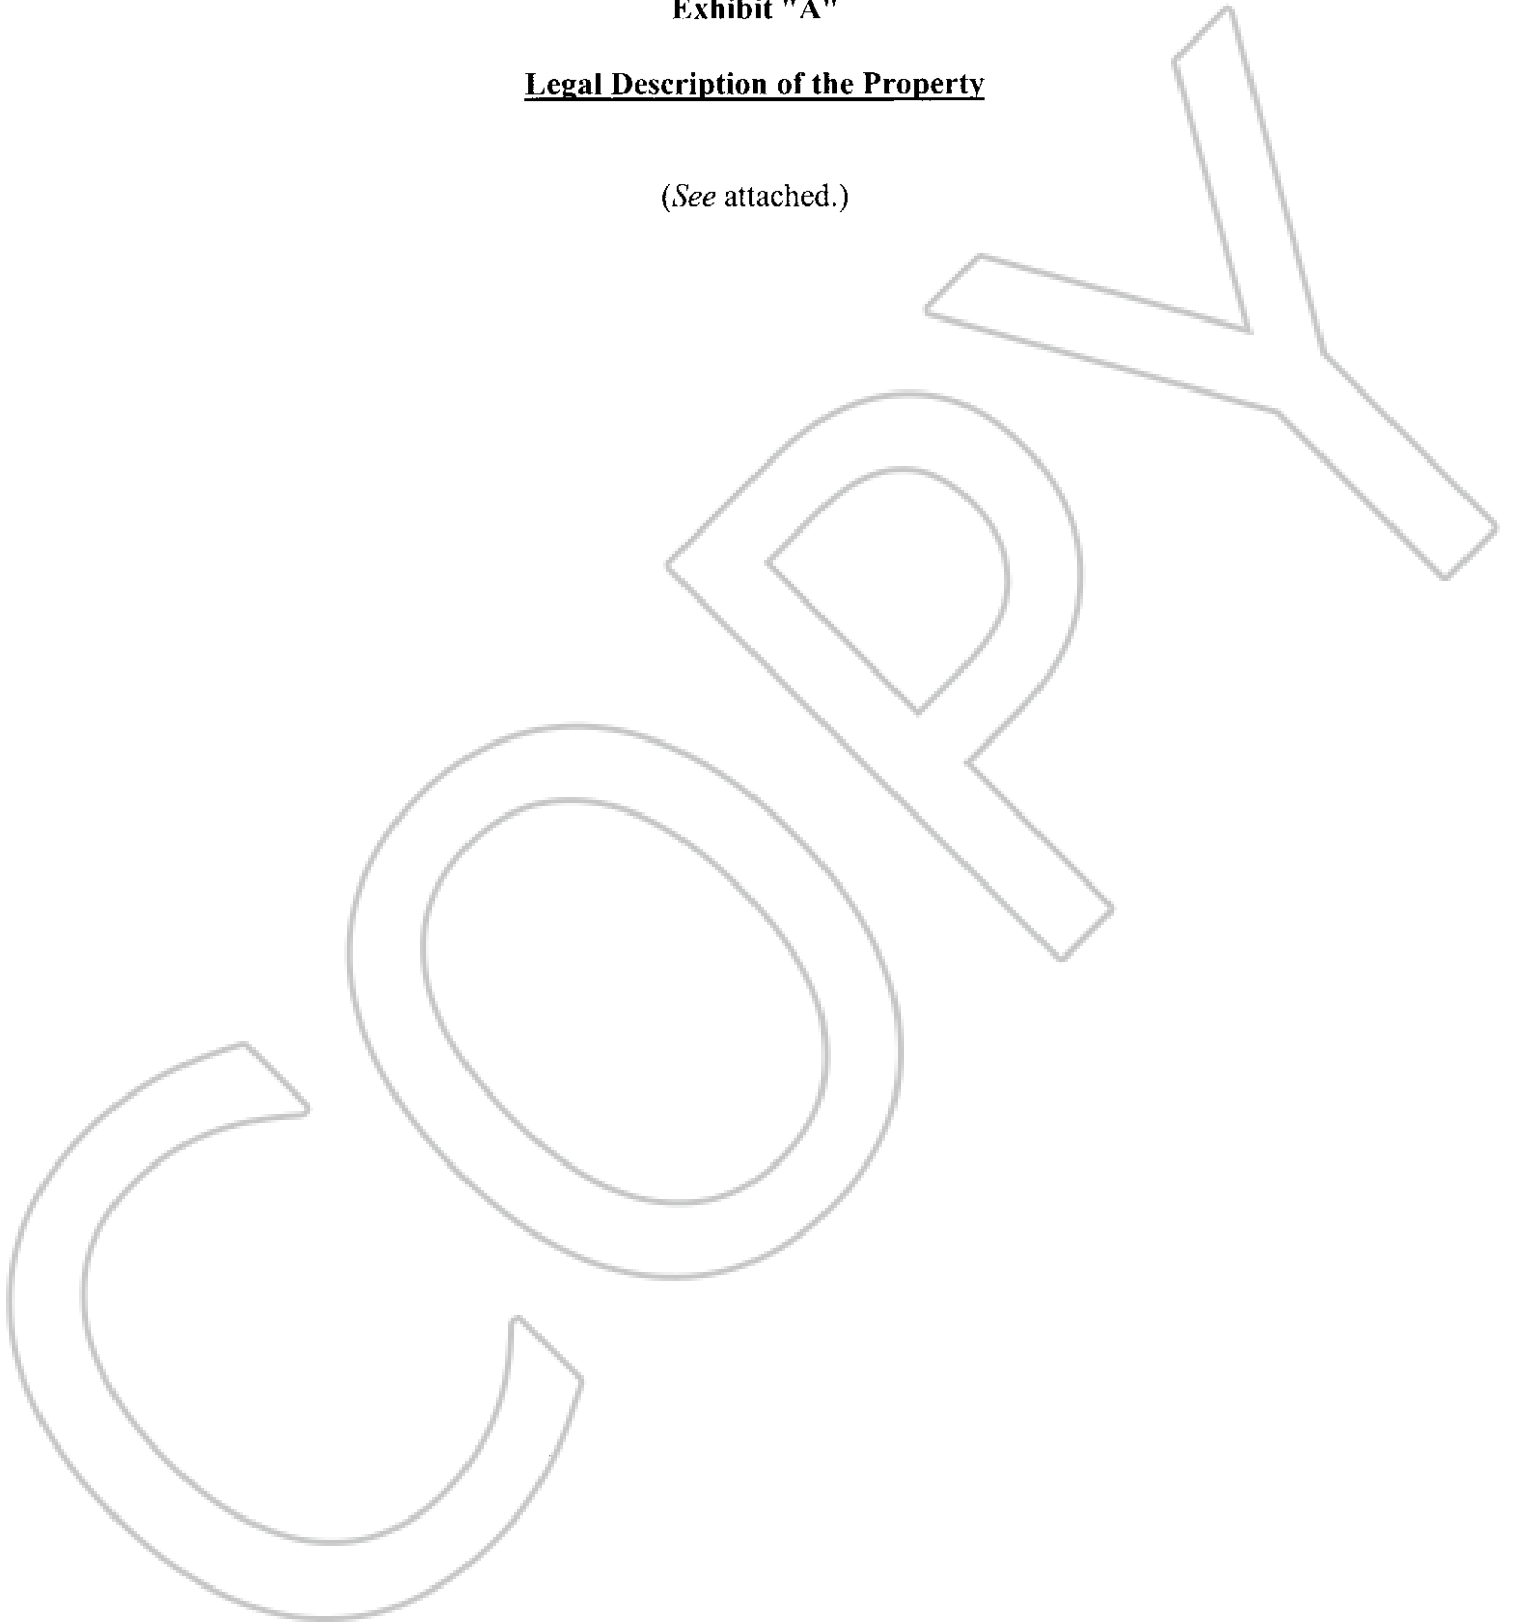 Exhibit "A"
Legal Description of the Property
(See attached.)
COPY